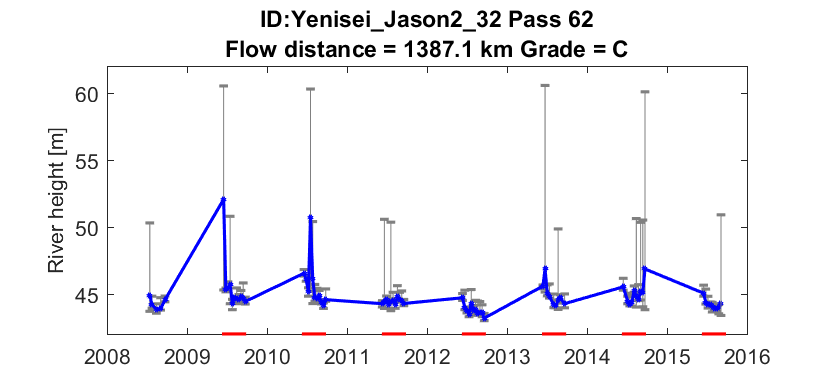 ID:Yenisei_Jason2_32 Pass 62
Flow distance = 1387.1 km Grade = C
River height [m]
60
55
50
45
2008 2009 2010 2011 2012 2013 2014 2015 2016